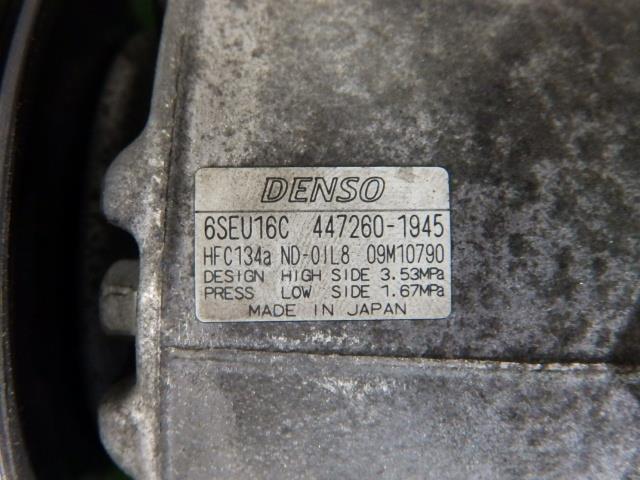 DENSO
6SEU16C 447260-1945
HFC134a ND-OIL8 09M10790
DESIGN HIGH SIDE 3.53MPa
PRESS LOW SIDE 1.67MPa
MADE IN JAPAN